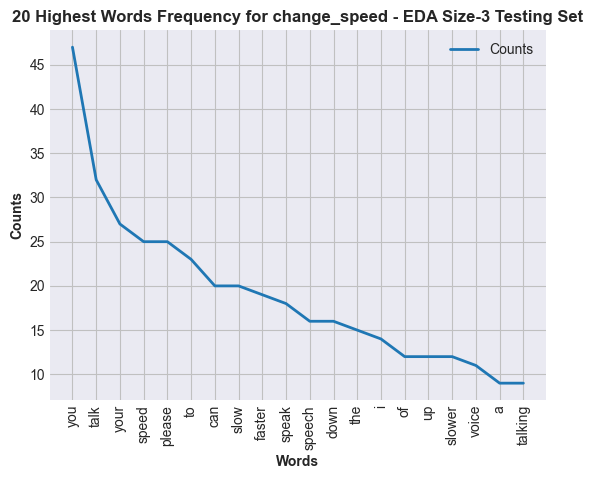 20 Highest Words Frequency for change_speed - EDA Size-3 Testing Set
Counts
45
40
35
30
25
20
15
10
Counts
you
talk
your
speed
please
to
can
slow
faster
speak
speech
down
the
i
of
up
slower
voice
a
talking
Words